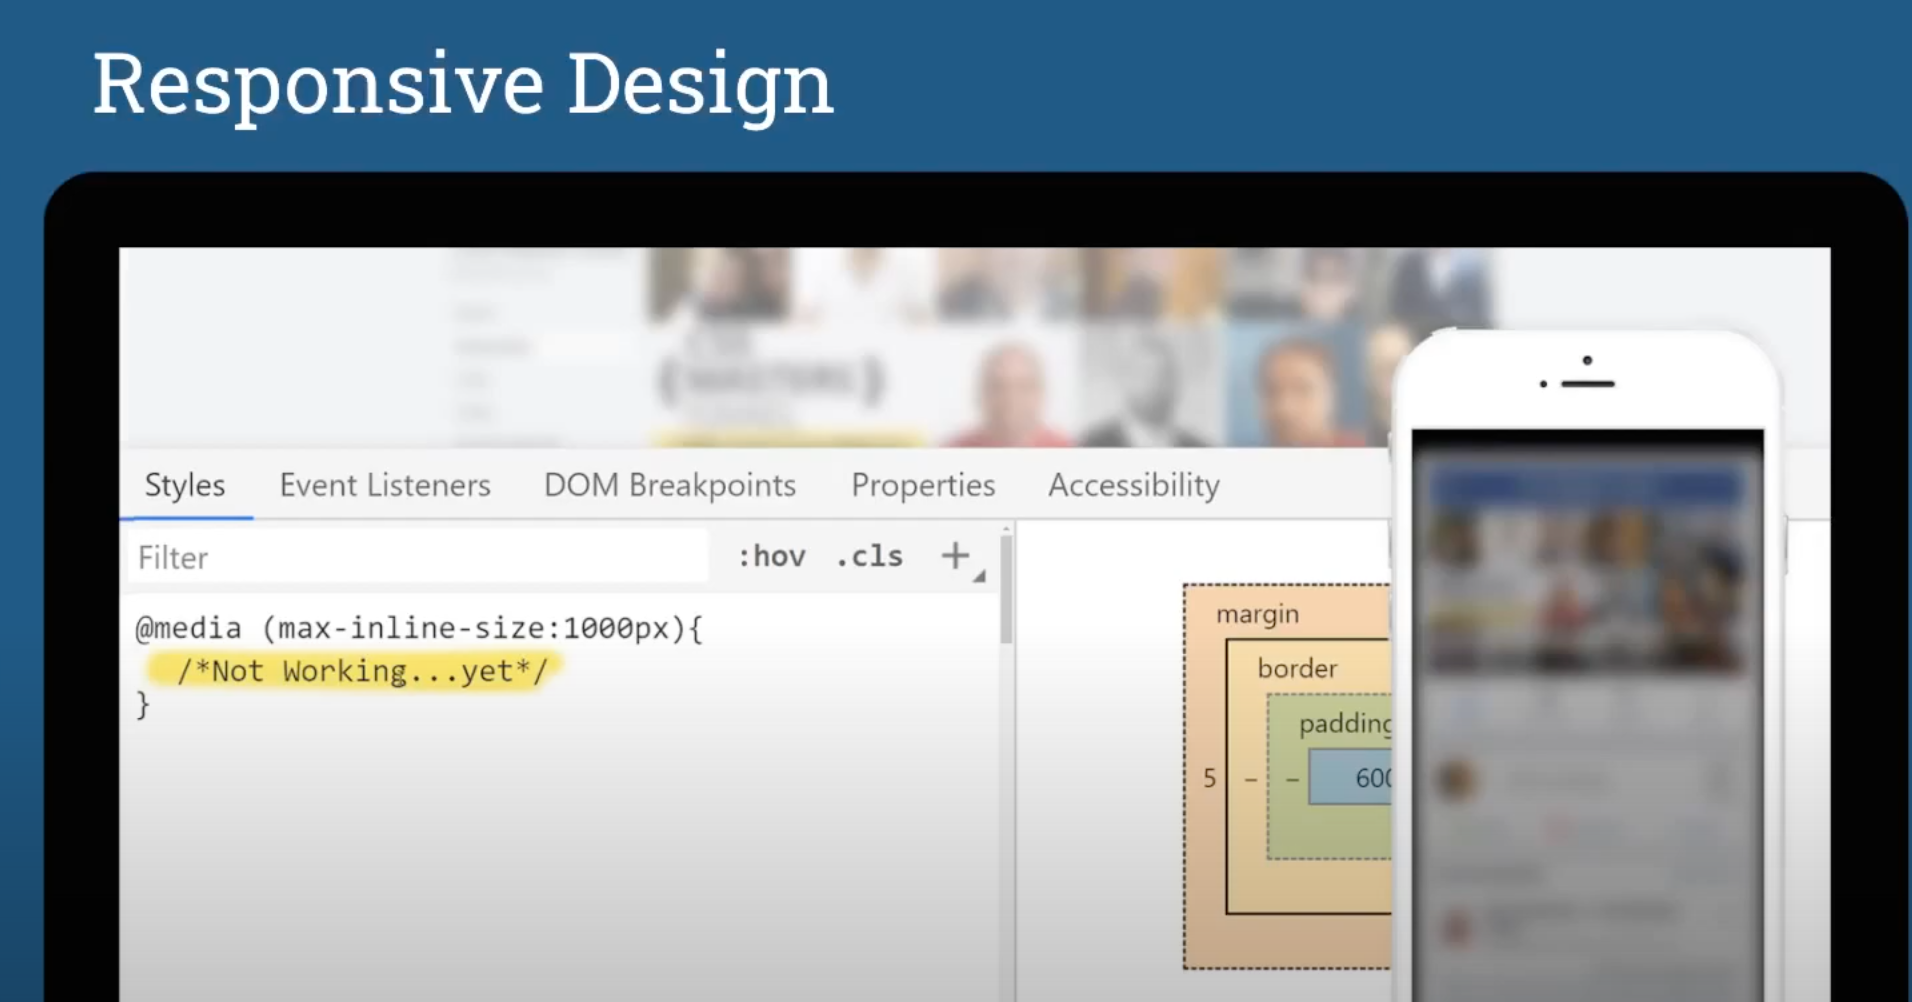 Responsive Design
Styles Event Listeners DOM Breakpoints Properties Accessibility
Filter :hov .cls +
@media (max-inline-size:1000px){
/*Not Working...yet*/
}
margin
border
padding
5 – – 600